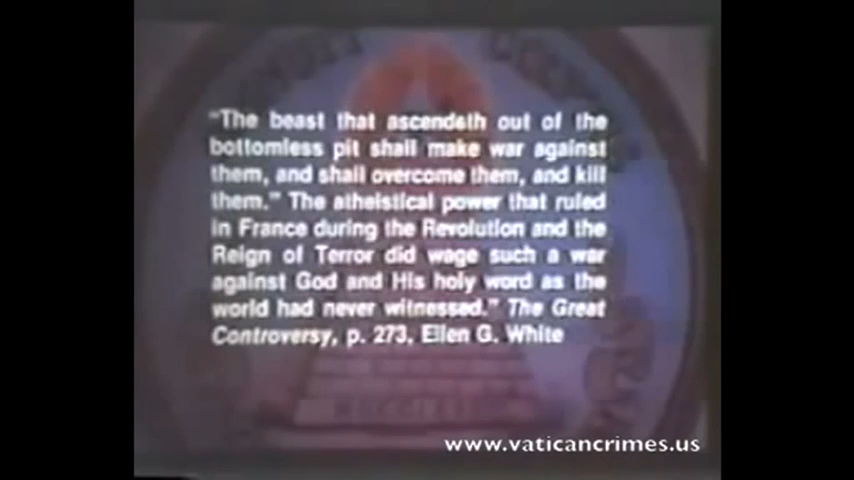 "The beast that ascendeth out of the
bottomless pit shall make war against
them, and shall overcome them, and kill
them." The atheistical power that ruled
in France during the Revolution and the
Reign of Terror did wage such a war
against God and His holy word as the
world had never witnessed." The Great
Controversy, p. 273, Ellen G. White
www.vaticancrimes.us